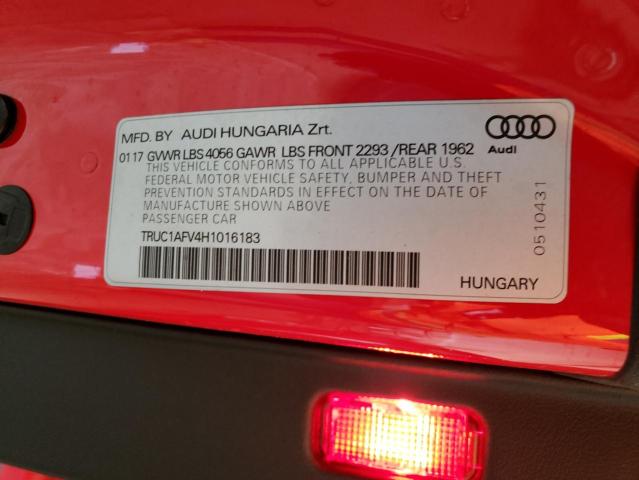 MFD. BY AUDI HUNGARIA Zrt.
01 17 GVWR LBS 4056 GAWR LBS FRONT 2293 /REAR 1962
Audi
THIS VEHICLE CONFORMS TO ALL APPLICABLE U.S.
FEDERAL MOTOR VEHICLE SAFETY, BUMPER AND THEFT
PREVENTION STANDARDS IN EFFECT ON THE DATE OF
MANUFACTURE SHOWN ABOVE
PASSENGER CAR
TRUC1AFV4H1016183
0510431
HUNGARY